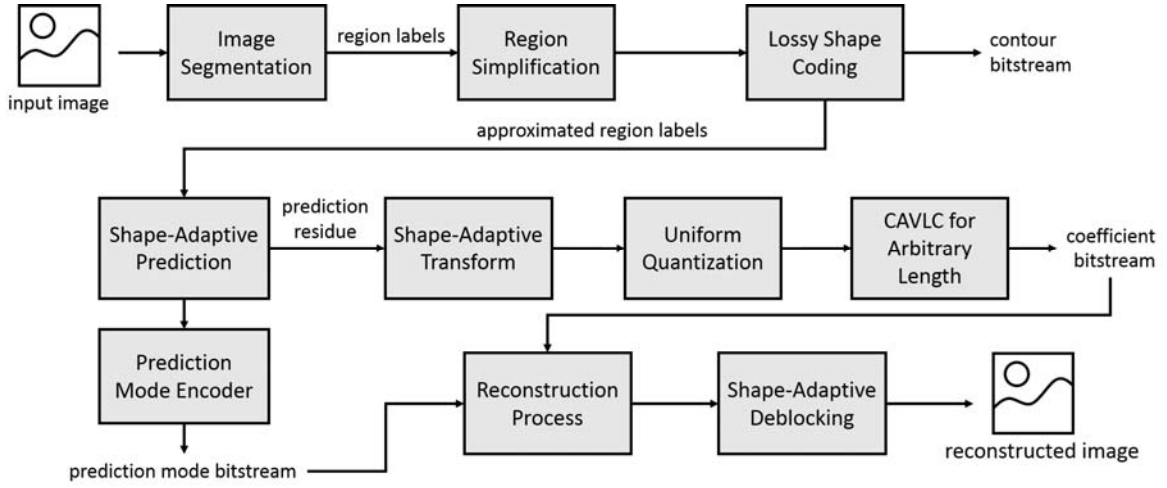 input image
Image
Segmentation
region labels
Region
Simplification
Lossy Shape
Coding
contour
bitstream
approximated region labels
Shape-Adaptive
Prediction
prediction
residue
Shape-Adaptive
Transform
Uniform
Quantization
CAVLC for
Arbitrary
Length
coefficient
bitstream
Prediction
Mode Encoder
prediction mode bitstream
Reconstruction
Process
Shape-Adaptive
Deblocking
reconstructed image